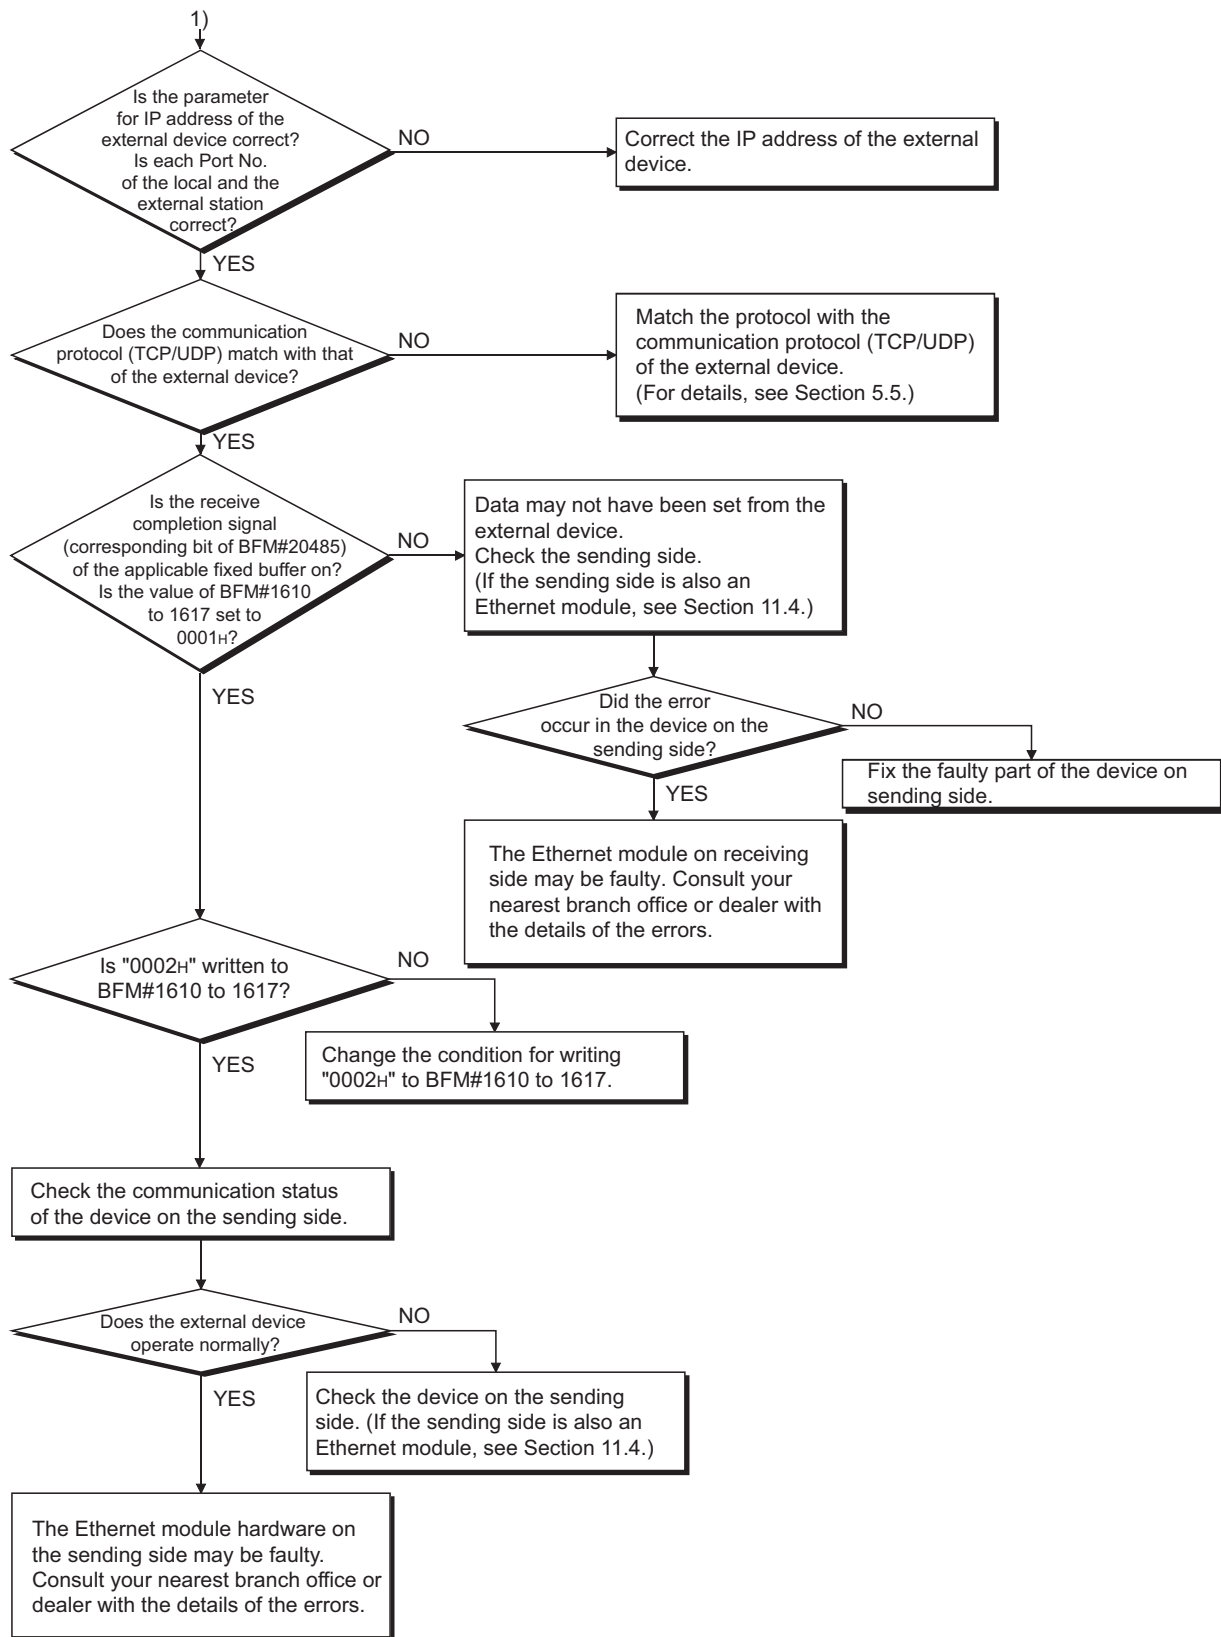 1)
Is the parameter
for IP address of the
external device correct?
Is each Port No.
of the local and the
external station
correct?
NO
Correct the IP address of the external
device.
YES
Does the communication
protocol (TCP/UDP) match with that
of the external device?
NO
Match the protocol with the
communication protocol (TCP/UDP)
of the external device.
(For details, see Section 5.5.)
YES
Is the receive
completion signal
(corresponding bit of BFM#20485)
of the applicable fixed buffer on?
Is the value of BFM#1610
to 1617 set to
0001H?
NO
Data may not have been set from the
external device.
Check the sending side.
(If the sending side is also an
Ethernet module, see Section 11.4.)
YES
Did the error
occur in the device on the
sending side?
NO
Fix the faulty part of the device on
sending side.
YES
The Ethernet module on receiving
side may be faulty. Consult your
nearest branch office or dealer with
the details of the errors.
Is "0002H" written to
BFM#1610 to 1617?
NO
Change the condition for writing
"0002H" to BFM#1610 to 1617.
YES
Check the communication status
of the device on the sending side.
Does the external device
operate normally?
NO
Check the device on the sending
side. (If the sending side is also an
Ethernet module, see Section 11.4.)
YES
The Ethernet module hardware on
the sending side may be faulty.
Consult your nearest branch office or
dealer with the details of the errors.